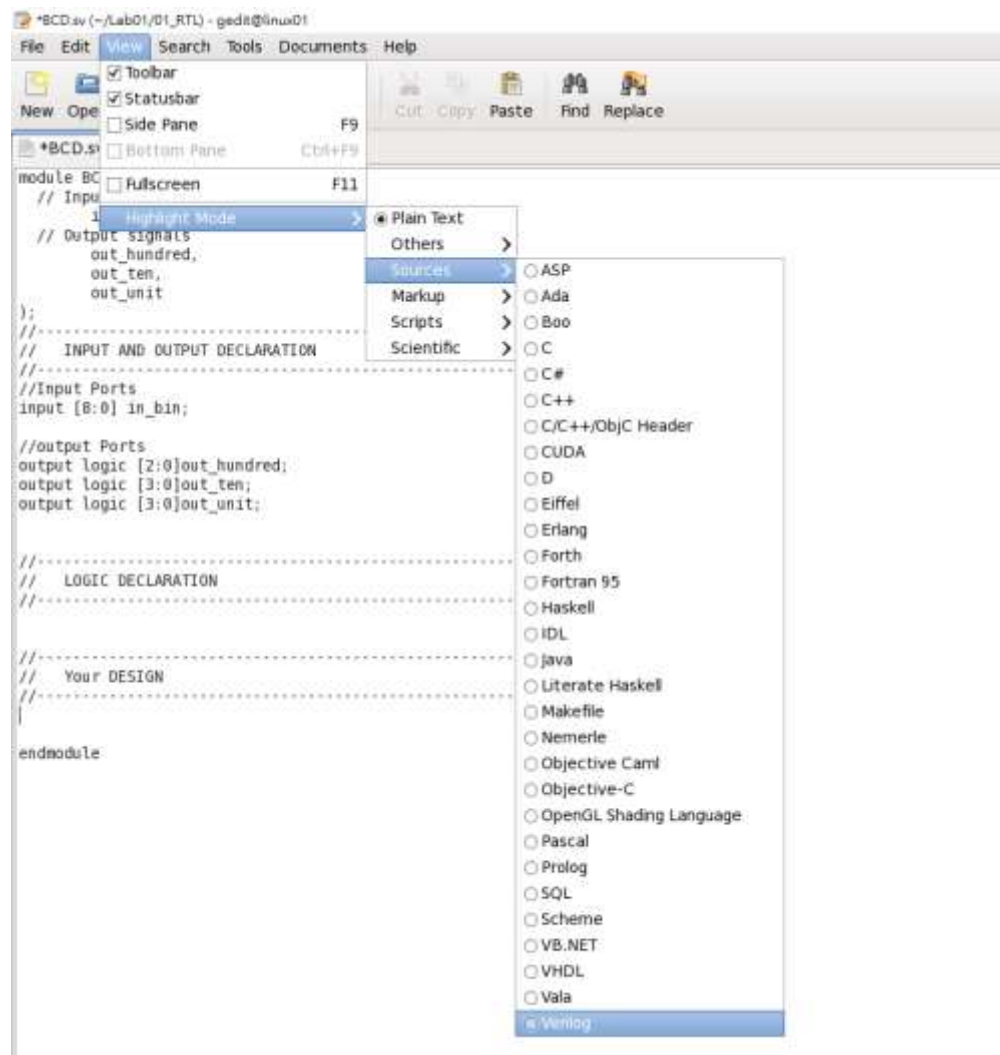 *BCD.sv (~/Lab01/01_RTL) - gedit@linux01
File Edit View Search Tools Documents Help
New Ope Cut Copy Paste Find Replace
Toolbar
Statusbar
Side Pane F9
Bottom Pane Ctrl+F9
Fullscreen F11
Highlight Mode
Plain Text
Others
Sources
Markup
Scripts
Scientific
ASP
Ada
Boo
C
C#
C++
C/C++/ObjC Header
CUDA
D
Eiffel
Erlang
Forth
Fortran 95
Haskell
IDL
Java
Literate Haskell
Makefile
Nemerle
Objective Caml
Objective-C
OpenGL Shading Language
Pascal
Prolog
SQL
Scheme
VB.NET
VHDL
Vala
Verilog
*BCD.sv
module BC
// Inpu
i
// Output signals
out_hundred,
out_ten,
out_unit
);
//----------------------------------------
// INPUT AND OUTPUT DECLARATION
//----------------------------------------
//Input Ports
input [8:0] in_bin;
//output Ports
output logic [2:0]out_hundred;
output logic [3:0]out_ten;
output logic [3:0]out_unit;
//----------------------------------------
// LOGIC DECLARATION
//----------------------------------------
//----------------------------------------
// Your DESIGN
//----------------------------------------
endmodule